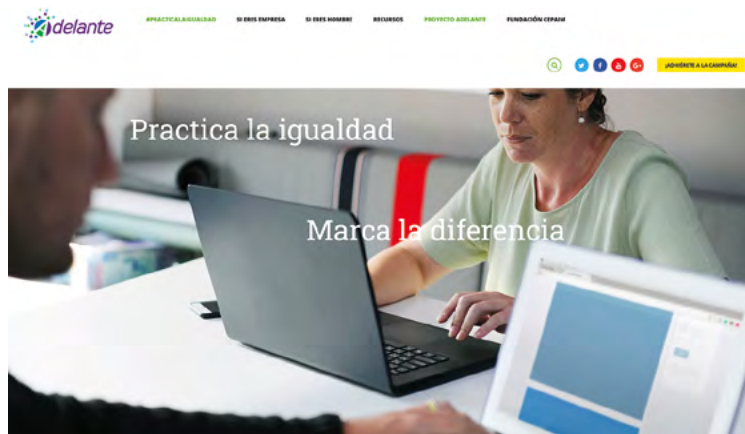 Adelante
#PRACTICALAIGUALDAD SI ERES EMPRESA SI ERES HOMBRE RECURSOS PROYECTO ADELANTE FUNDACIÓN CEPAIM
¡ADHIÉRETE A LA CAMPAÑA!
Practica la igualdad
Marca la diferencia